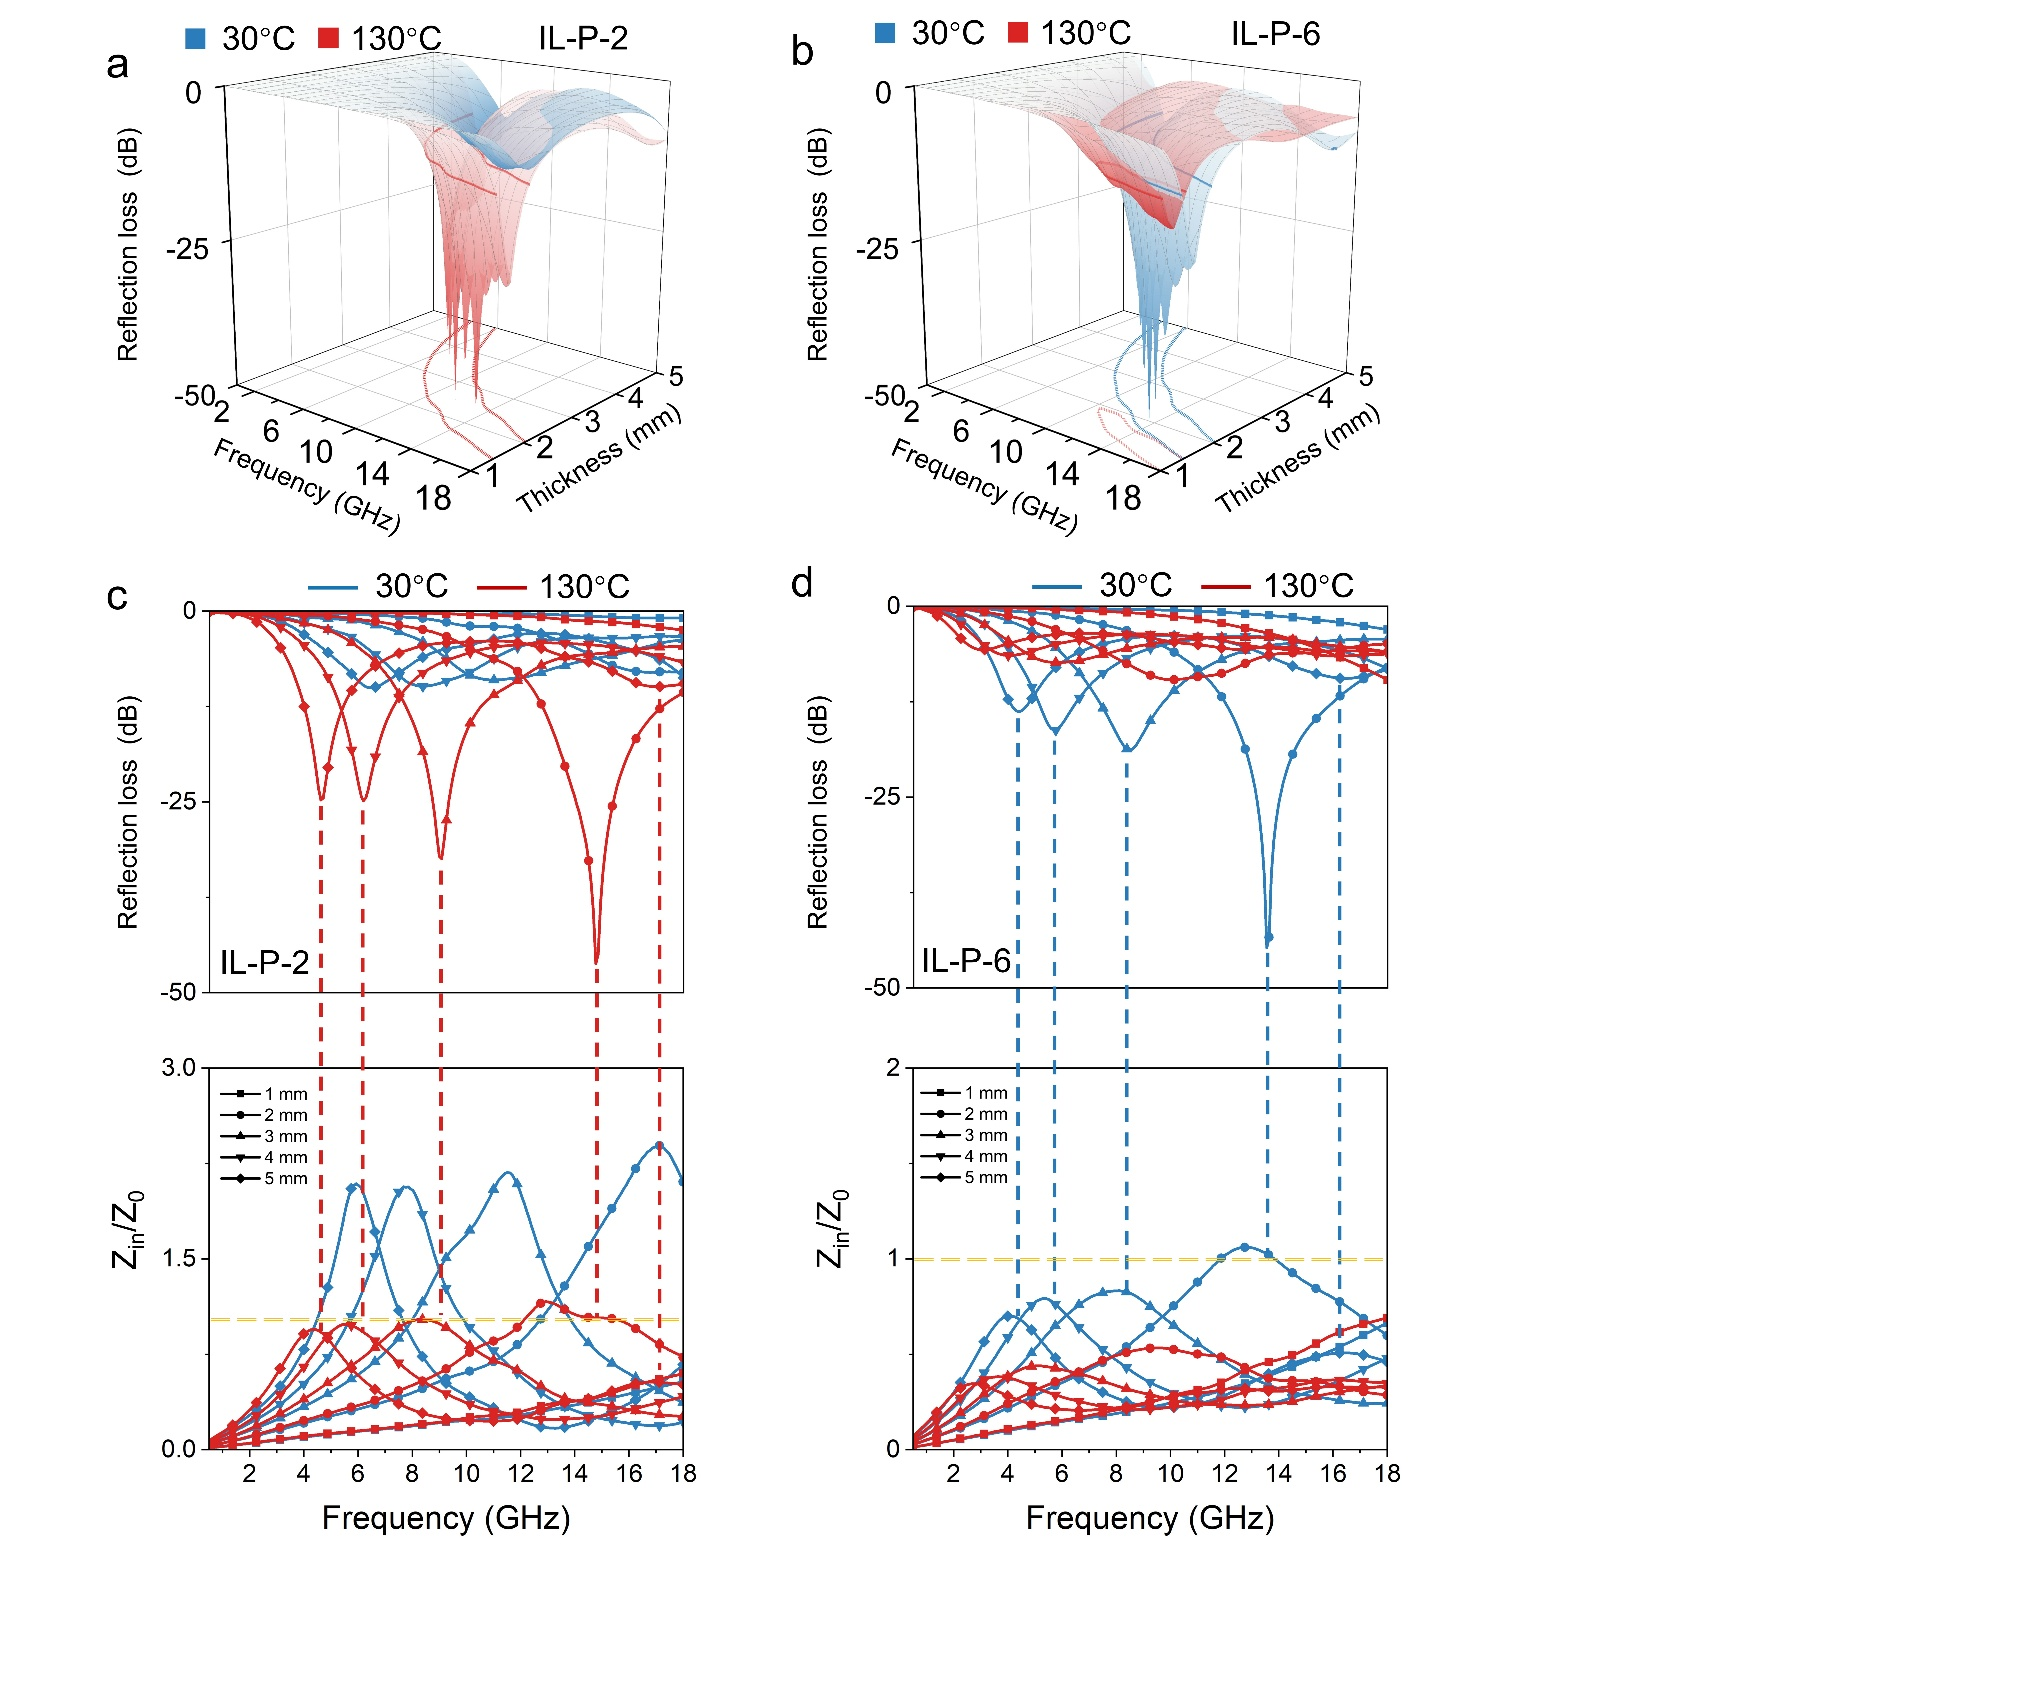 a
30°C 130°C IL-P-2
0
-25
-50
Reflection loss (dB)
2 6 10 14 18
Frequency (GHz)
1 2 3 4 5
Thickness (mm)
b
30°C 130°C IL-P-6
0
-25
-50
Reflection loss (dB)
2 6 10 14 18
Frequency (GHz)
1 2 3 4 5
Thickness (mm)
c
30°C 130°C
0
-25
-50
Reflection loss (dB)
IL-P-2
3.0
1.5
0.0
Zin/Z0
1 mm
2 mm
3 mm
4 mm
5 mm
2 4 6 8 10 12 14 16 18
Frequency (GHz)
d
30°C 130°C
0
-25
-50
Reflection loss (dB)
IL-P-6
2
1
0
Zin/Z0
1 mm
2 mm
3 mm
4 mm
5 mm
2 4 6 8 10 12 14 16 18
Frequency (GHz)